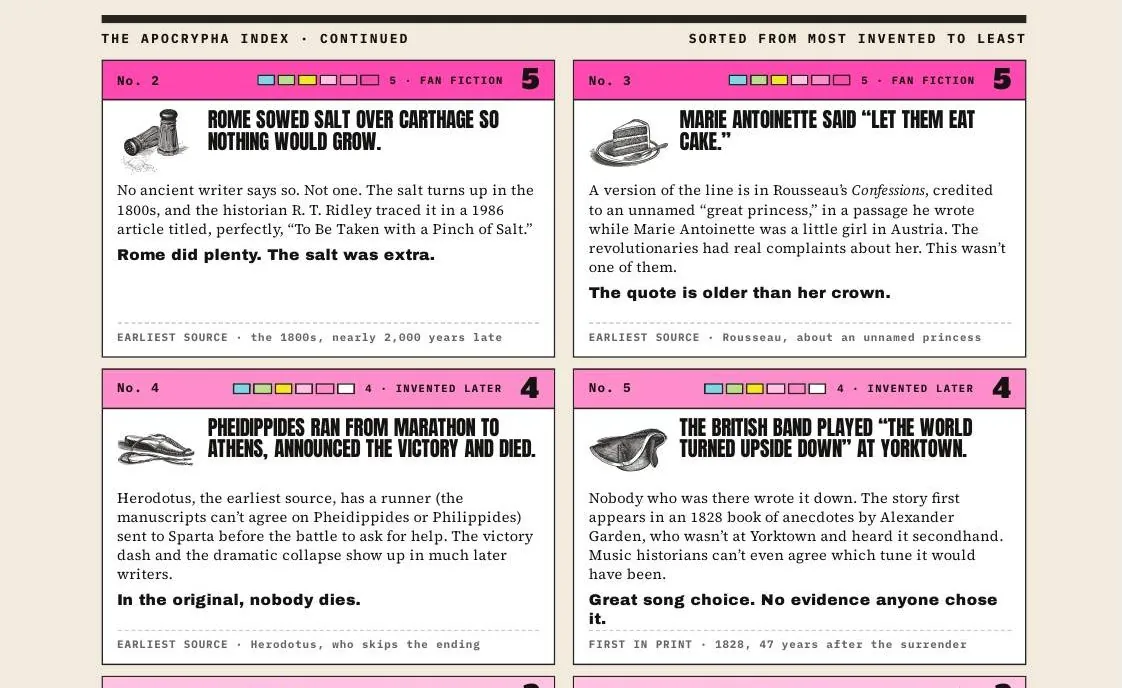 THE APOCRYPHA INDEX · CONTINUED
SORTED FROM MOST INVENTED TO LEAST
No. 2
5 · FAN FICTION
5
ROME SOWED SALT OVER CARTHAGE SO
NOTHING WOULD GROW.
No ancient writer says so. Not one. The salt turns up in the
1800s, and the historian R. T. Ridley traced it in a 1986
article titled, perfectly, “To Be Taken with a Pinch of Salt.”
Rome did plenty. The salt was extra.
EARLIEST SOURCE · the 1800s, nearly 2,000 years late
No. 3
5 · FAN FICTION
5
MARIE ANTOINETTE SAID “LET THEM EAT
CAKE.”
A version of the line is in Rousseau’s Confessions, credited
to an unnamed “great princess,” in a passage he wrote
while Marie Antoinette was a little girl in Austria. The
revolutionaries had real complaints about her. This wasn’t
one of them.
The quote is older than her crown.
EARLIEST SOURCE · Rousseau, about an unnamed princess
No. 4
4 · INVENTED LATER
4
PHEIDIPPIDES RAN FROM MARATHON TO
ATHENS, ANNOUNCED THE VICTORY AND DIED.
Herodotus, the earliest source, has a runner (the
manuscripts can’t agree on Pheidippides or Philippides)
sent to Sparta before the battle to ask for help. The victory
dash and the dramatic collapse show up in much later
writers.
In the original, nobody dies.
EARLIEST SOURCE · Herodotus, who skips the ending
No. 5
4 · INVENTED LATER
4
THE BRITISH BAND PLAYED “THE WORLD
TURNED UPSIDE DOWN” AT YORKTOWN.
Nobody who was there wrote it down. The story first
appears in an 1828 book of anecdotes by Alexander
Garden, who wasn’t at Yorktown and heard it secondhand.
Music historians can’t even agree which tune it would
have been.
Great song choice. No evidence anyone chose
it.
FIRST IN PRINT · 1828, 47 years after the surrender